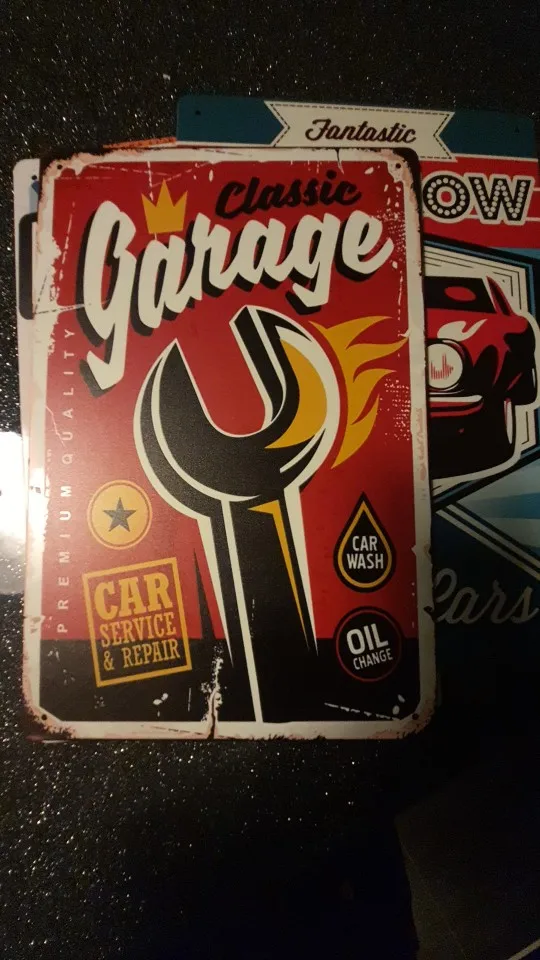 Fantastic
OW
Classic
Garage
PREMIUM QUALITY
CAR
SERVICE
& REPAIR
CAR
WASH
OIL
CHANGE
Cars